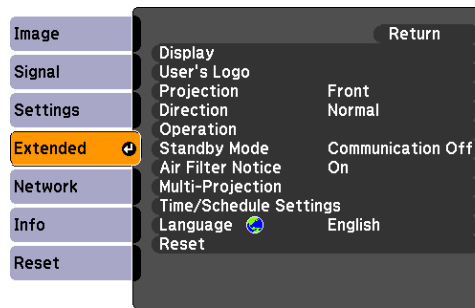 Image
Signal
Settings
Extended
Network
Info
Reset
Return
Display
User's Logo
Projection Front
Direction Normal
Operation
Standby Mode Communication Off
Air Filter Notice On
Multi-Projection
Time/Schedule Settings
Language English
Reset